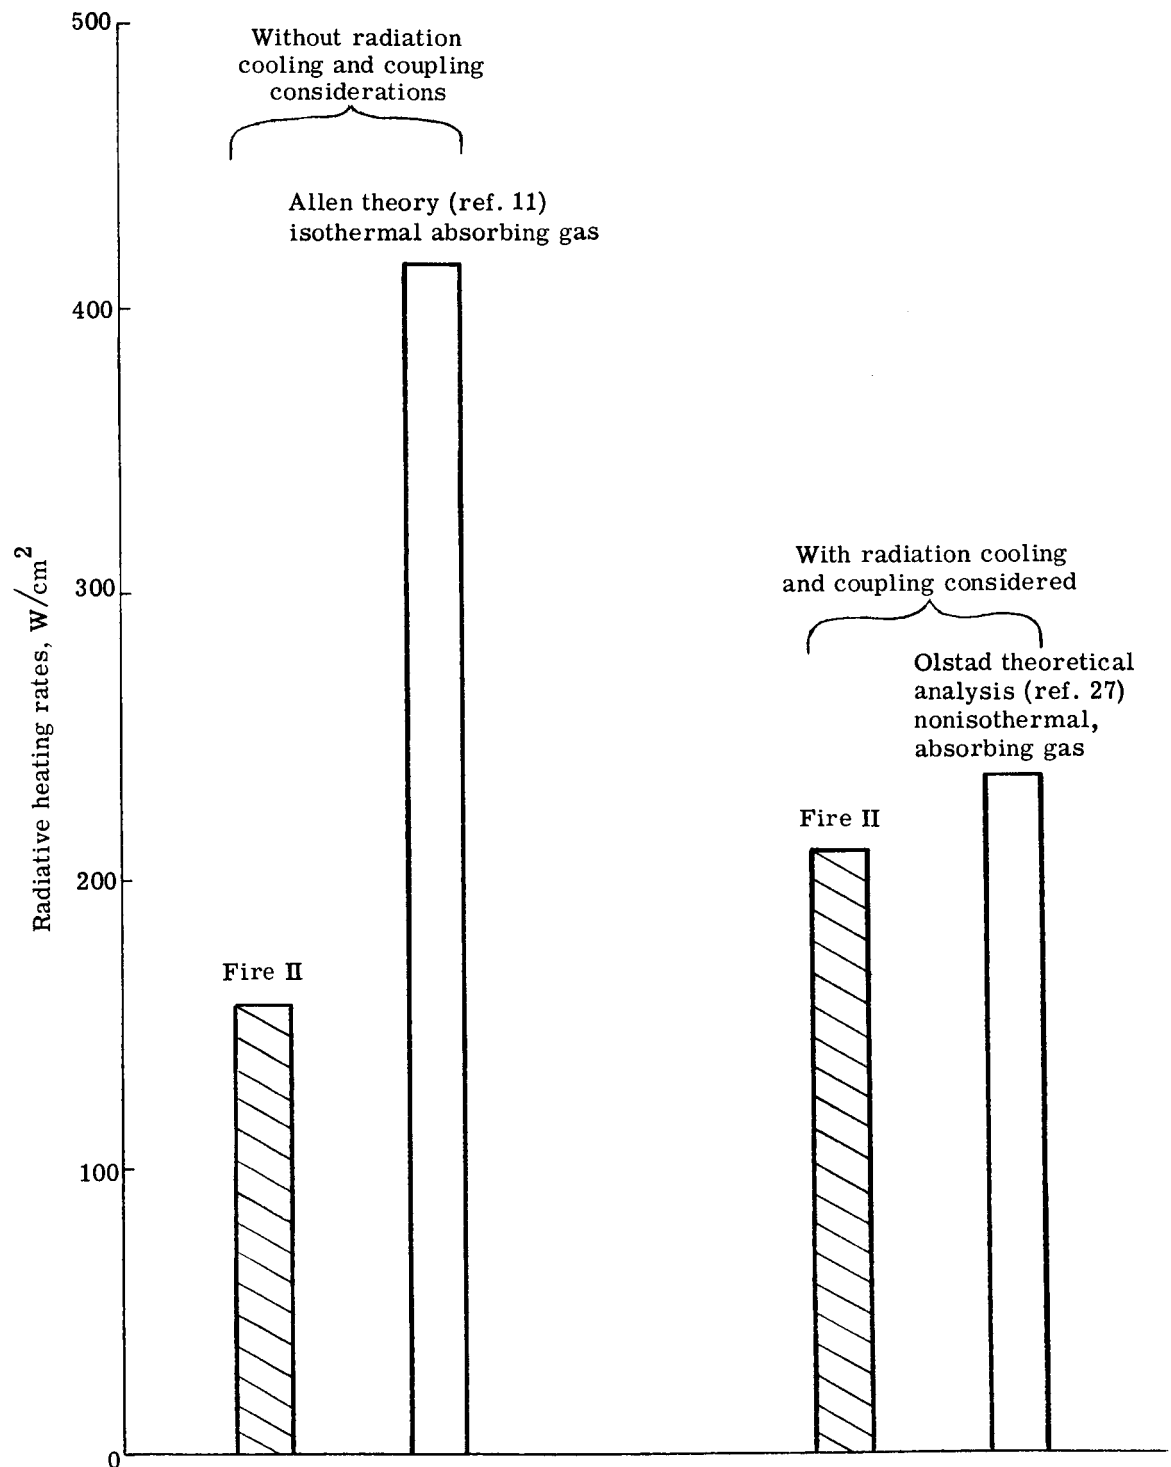 500
Without radiation
cooling and coupling
considerations
Allen theory (ref. 11)
isothermal absorbing gas
400
With radiation cooling
and coupling considered
300
Olstad theoretical
analysis (ref. 27)
nonisothermal,
absorbing gas
Radiative heating rates, W/cm²
Fire II
200
Fire II
100
0